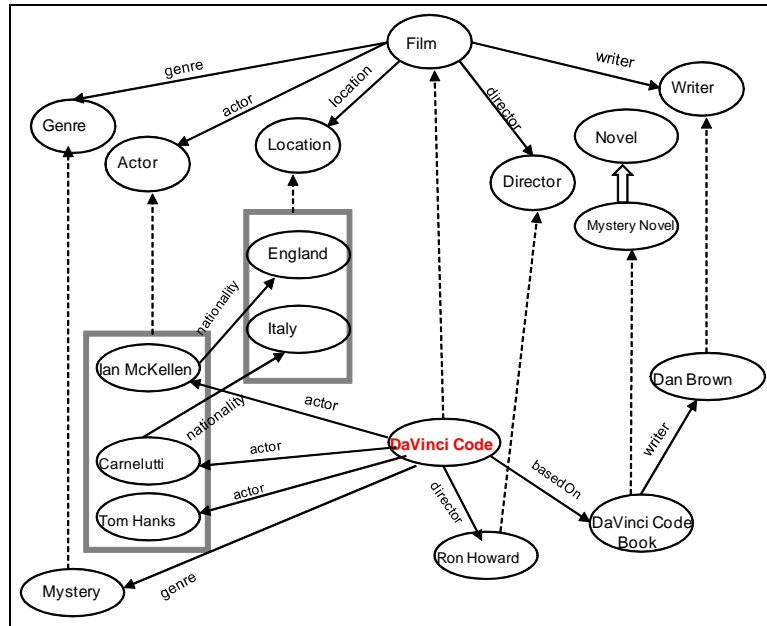 Film
genre
actor
location
director
writer
Genre
Actor
Location
Director
Writer
Novel
Mystery Novel
England
Italy
nationality
nationality
Ian McKellen
Carnelutti
Tom Hanks
actor
actor
actor
DaVinci Code
Dan Brown
basedOn
writer
director
genre
DaVinci Code
Book
Ron Howard
Mystery